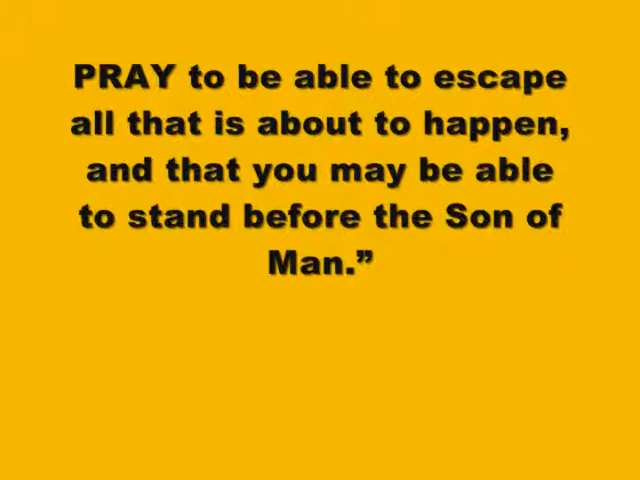 PRAY to be able to escape
all that is about to happen,
and that you may be able
to stand before the Son of
Man.”